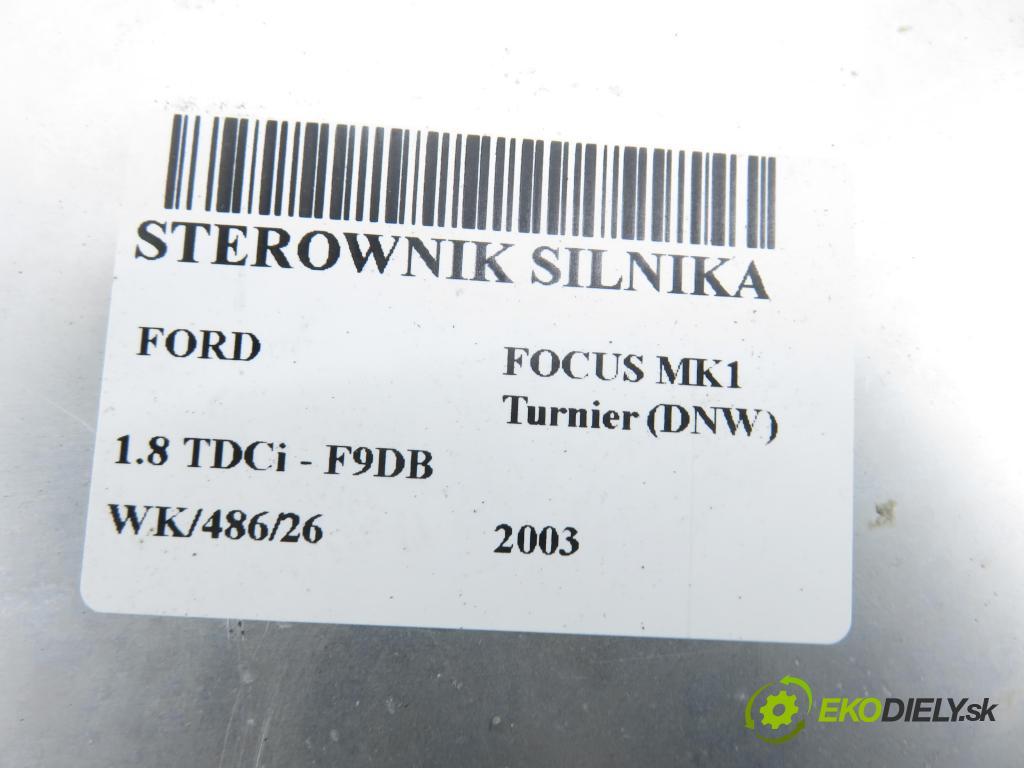 STEROWNIK SILNIKA
FORD
FOCUS MK1
Turnier (DNW)
1.8 TDCi - F9DB
WK/486/26
2003
EKODIELY.sk